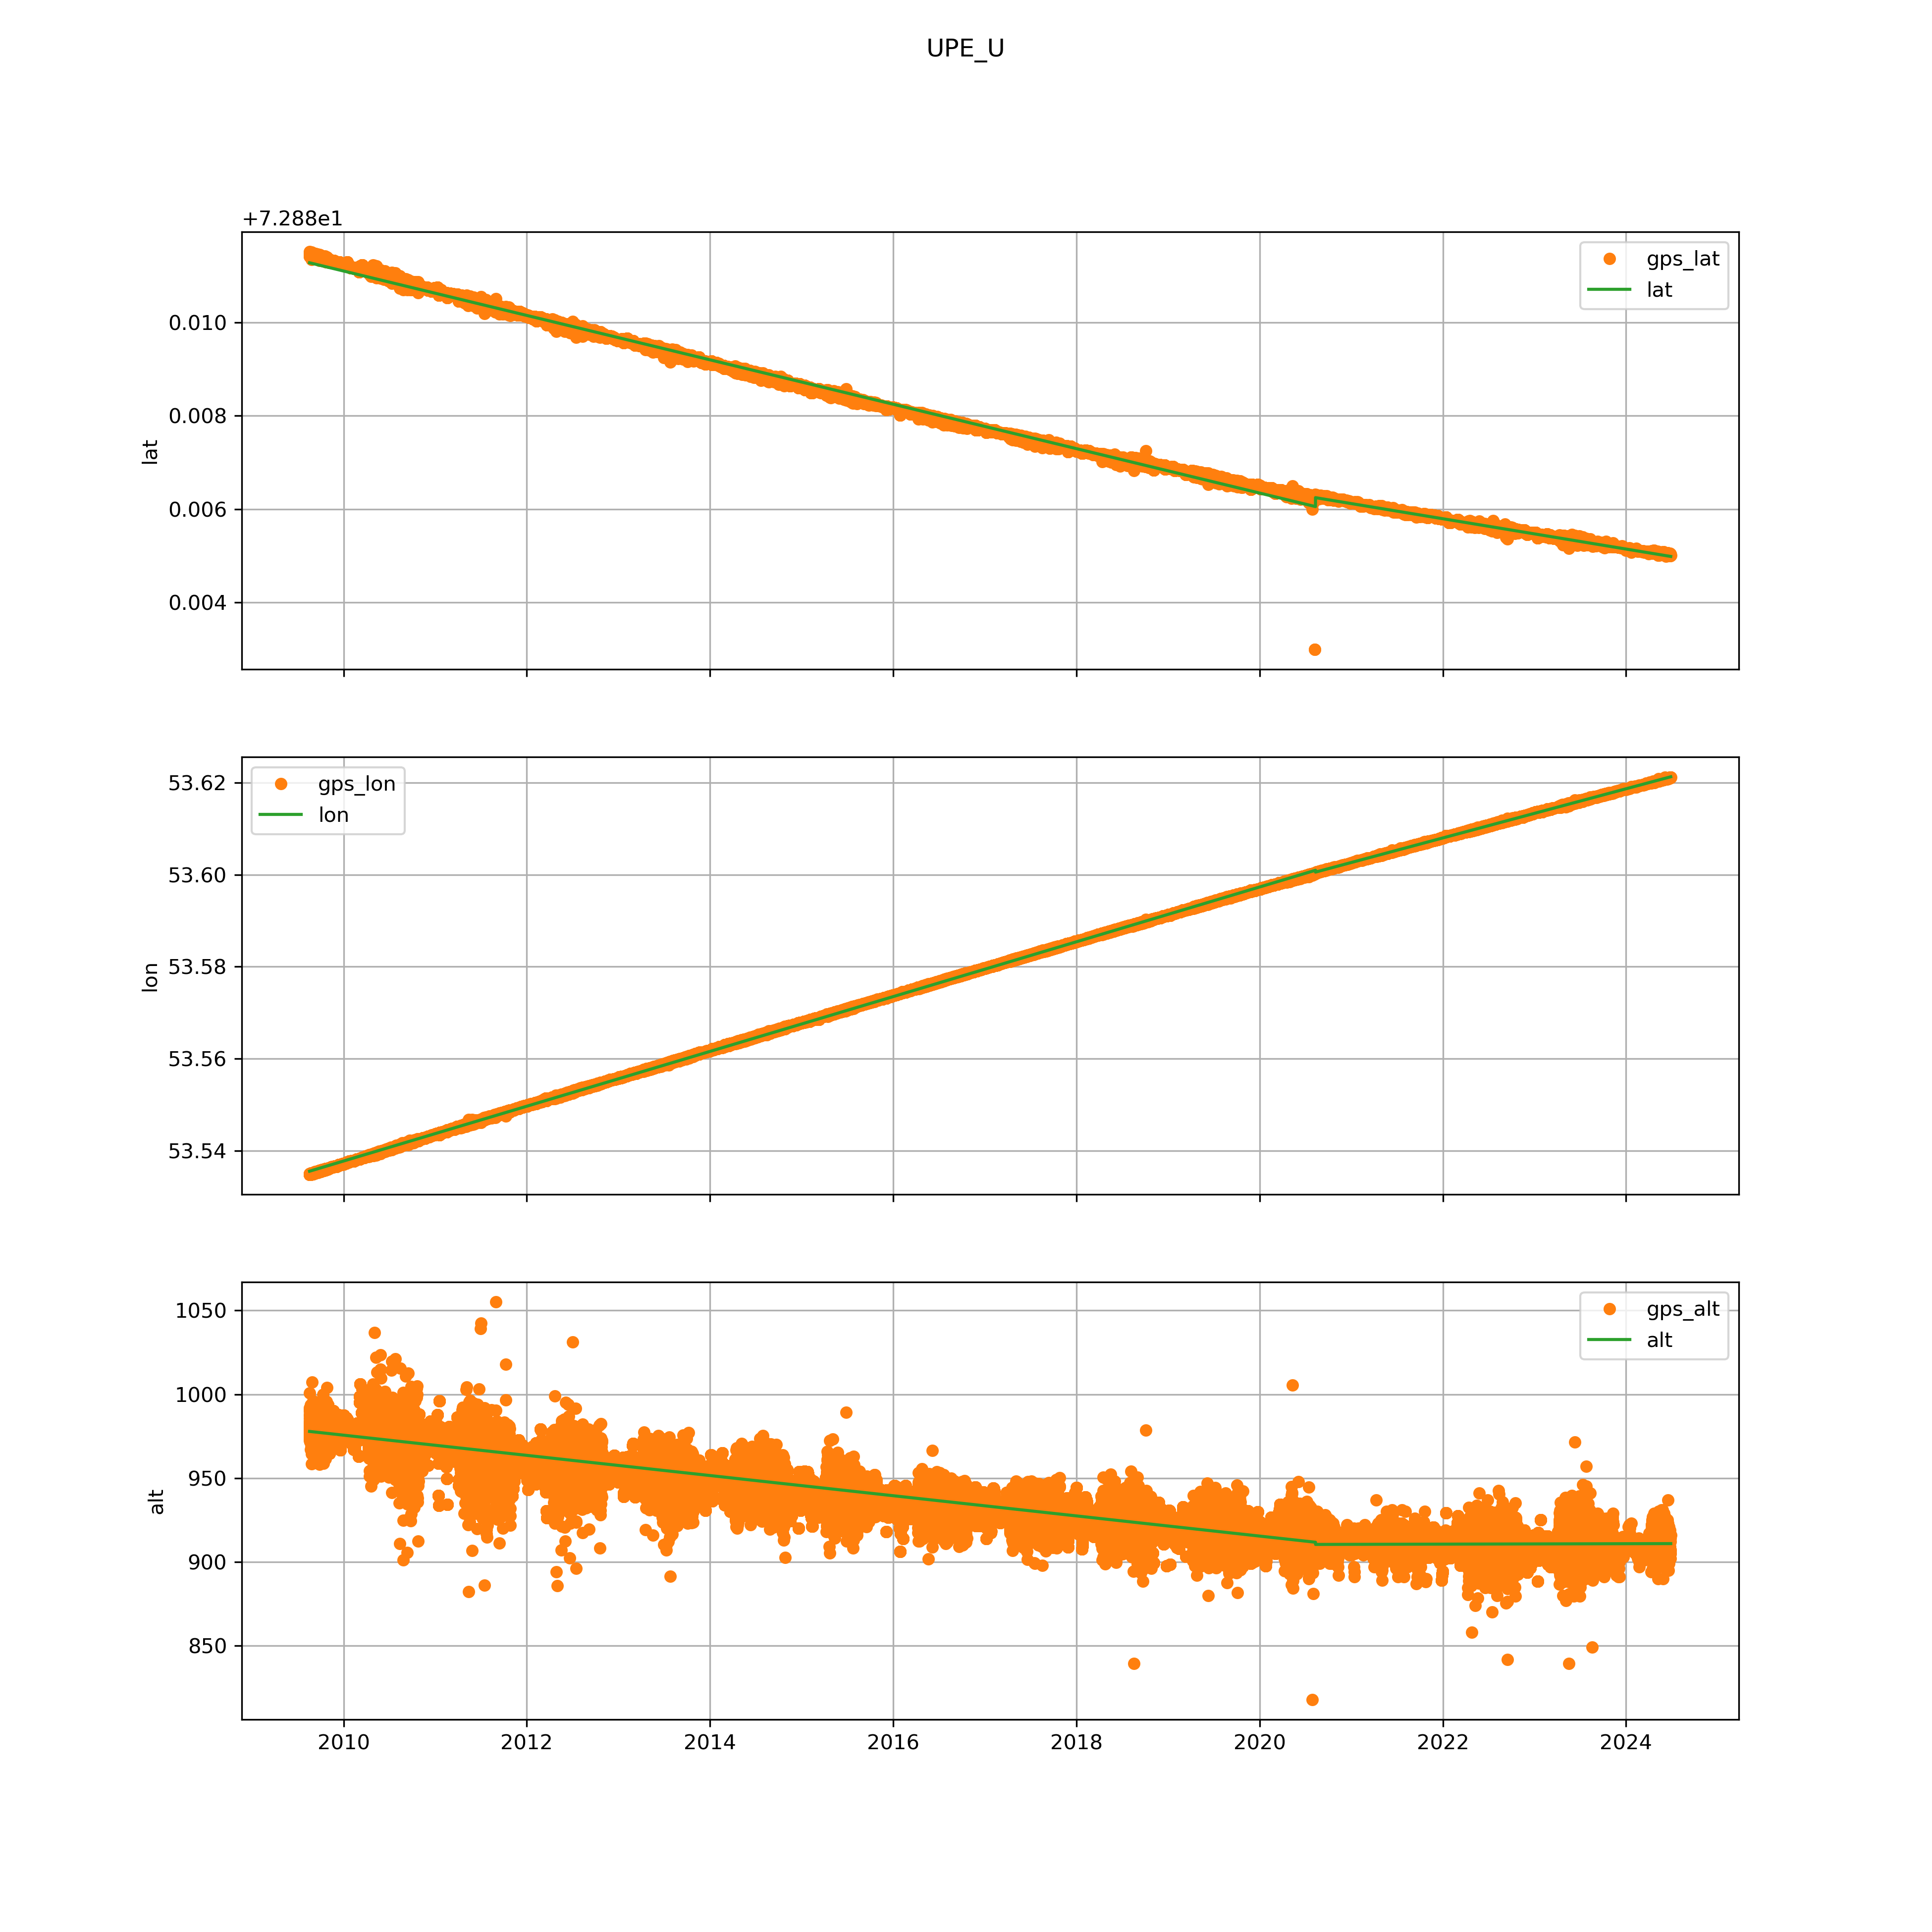 UPE_U
+7.288e1
gps_lat
lat
0.010
0.008
0.006
0.004
lat
gps_lon
lon
53.62
53.60
53.58
53.56
53.54
lon
gps_alt
alt
1050
1000
950
900
850
alt
2010 2012 2014 2016 2018 2020 2022 2024